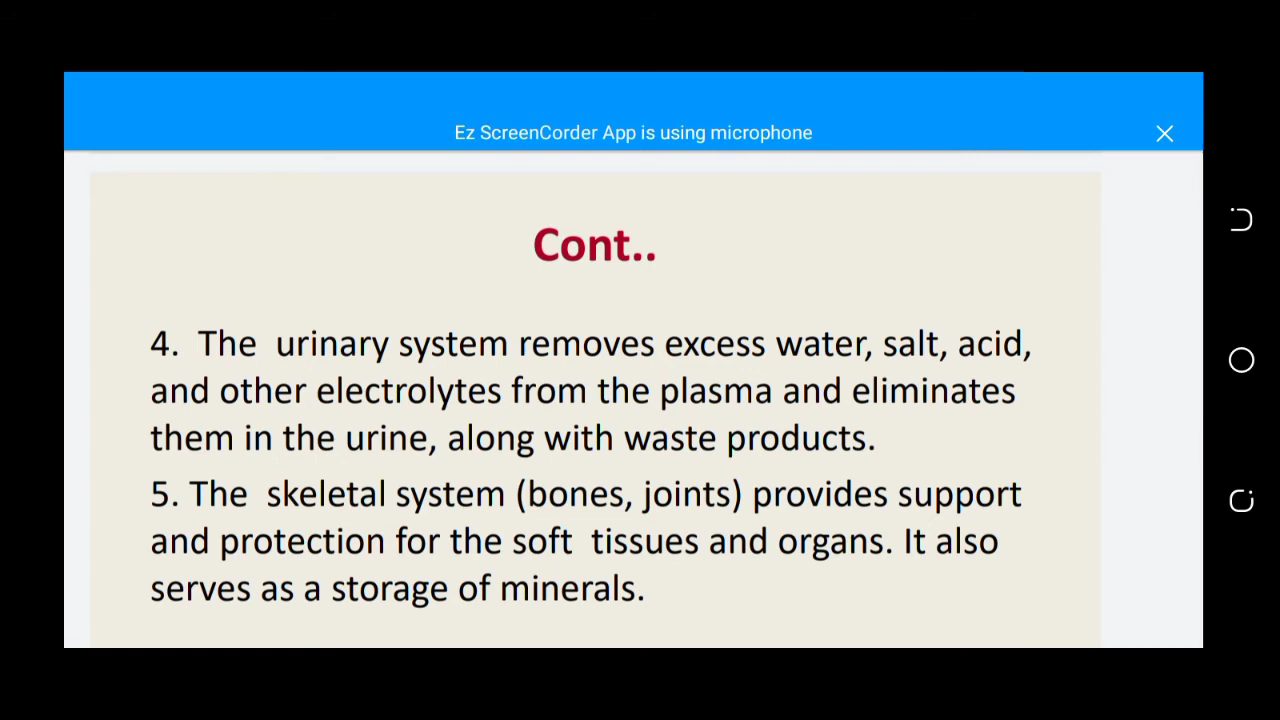 Ez ScreenCorder App is using microphone
Cont..
4.  The  urinary system removes excess water, salt, acid,
and other electrolytes from the plasma and eliminates
them in the urine, along with waste products.
5. The  skeletal system (bones, joints) provides support
and protection for the soft  tissues and organs. It also
serves as a storage of minerals.